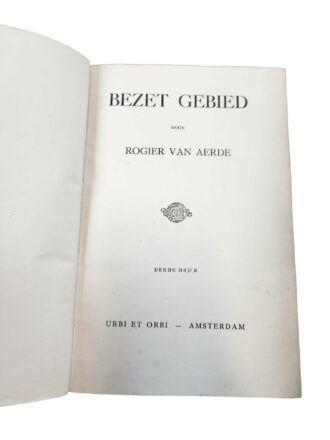 BEZET GEBIED
DOOR
ROGIER VAN AERDE
DERDE DRUK
URBI ET ORBI – AMSTERDAM